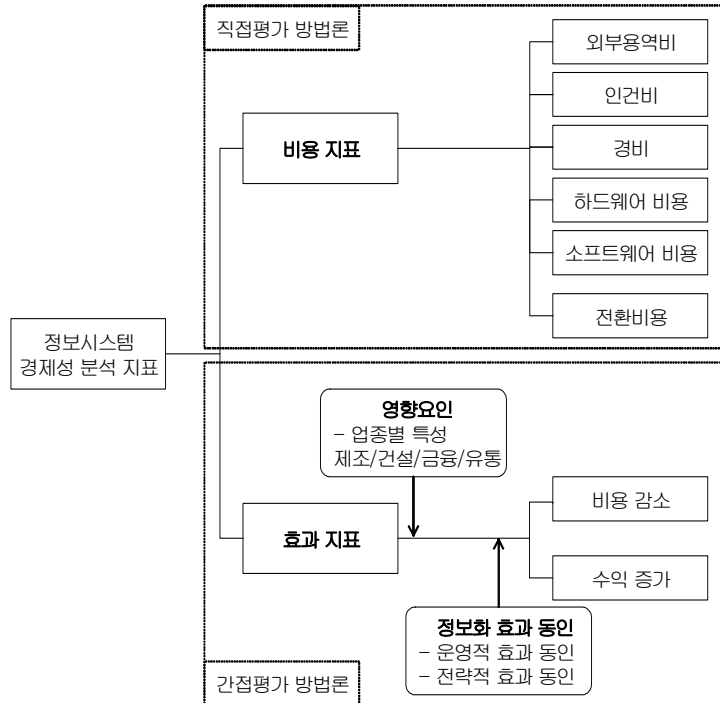 직접평가 방법론
외부용역비
인건비
비용 지표
경비
하드웨어 비용
소프트웨어 비용
전환비용
정보시스템
경제성 분석 지표
영향요인
- 업종별 특성
제조/건설/금융/유통
비용 감소
효과 지표
수익 증가
정보화 효과 동인
- 운영적 효과 동인
- 전략적 효과 동인
간접평가 방법론